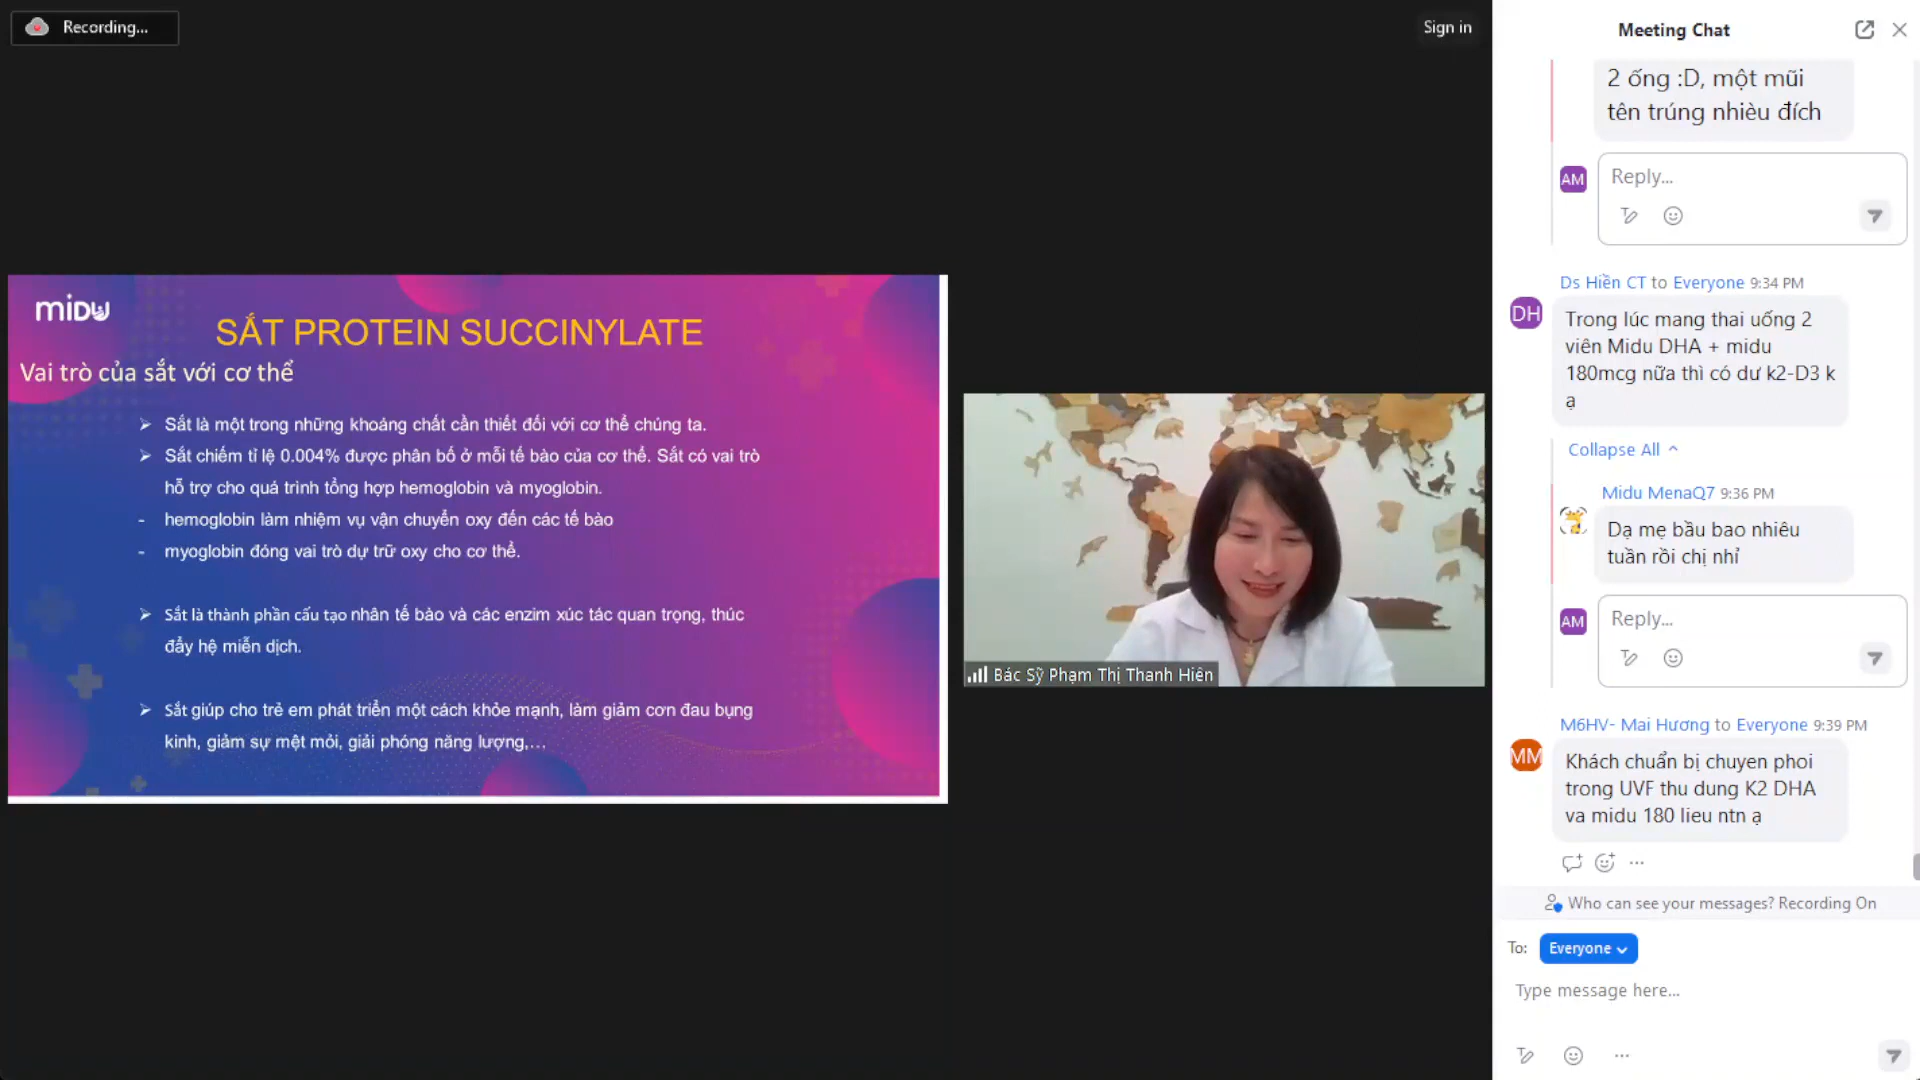 Recording...
Sign in
MIDU
SẮT PROTEIN SUCCINYLATE
Vai trò của sắt với cơ thể
➢ Sắt là một trong những khoáng chất cần thiết đối với cơ thể chúng ta.
➢ Sắt chiếm tỉ lệ 0.004% được phân bố ở mỗi tế bào của cơ thể. Sắt có vai trò
hỗ trợ cho quá trình tổng hợp hemoglobin và myoglobin.
- hemoglobin làm nhiệm vụ vận chuyển oxy đến các tế bào
- myoglobin đóng vai trò dự trữ oxy cho cơ thể.
➢ Sắt là thành phần cấu tạo nhân tế bào và các enzim xúc tác quan trọng, thúc
đẩy hệ miễn dịch.
➢ Sắt giúp cho trẻ em phát triển một cách khỏe mạnh, làm giảm cơn đau bụng
kinh, giảm sự mệt mỏi, giải phóng năng lượng,...
Bác Sỹ Phạm Thị Thanh Hiên
Meeting Chat
2 ống :D, một mũi
tên trúng nhièu đích
AM
Reply...
Ds Hiền CT to Everyone 9:34 PM
DH
Trong lúc mang thai uống 2
viên Midu DHA + midu
180mcg nữa thì có dư k2-D3 k
ạ
Collapse All
Midu MenaQ7 9:36 PM
Dạ mẹ bầu bao nhiêu
tuần rồi chị nhỉ
AM
Reply...
M6HV- Mai Hương to Everyone 9:39 PM
MM
Khách chuẩn bị chuyen phoi
trong UVF thu dung K2 DHA
va midu 180 lieu ntn ạ
Who can see your messages? Recording On
To: Everyone
Type message here...